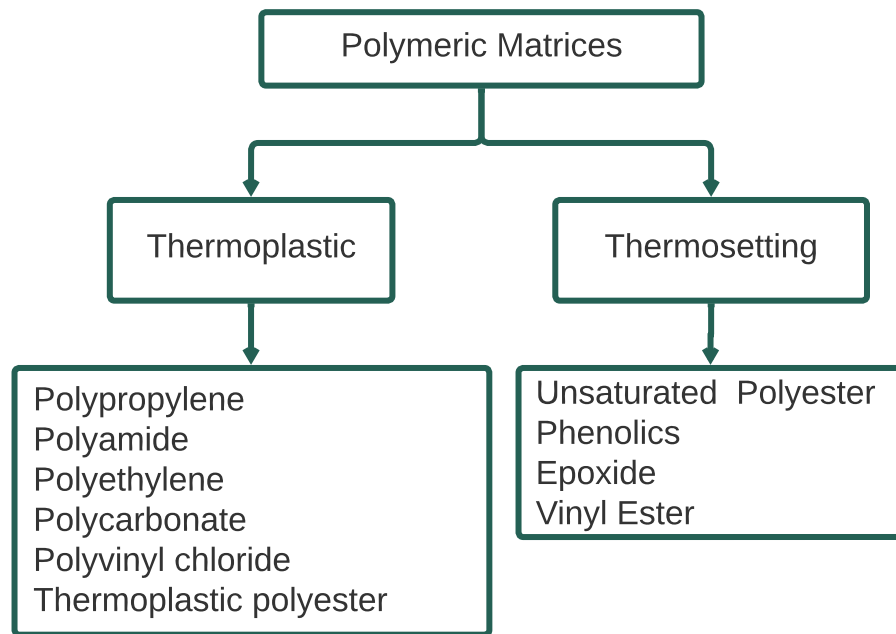 Polymeric Matrices
Thermoplastic
Thermosetting
Polypropylene
Polyamide
Polyethylene
Polycarbonate
Polyvinyl chloride
Thermoplastic polyester
Unsaturated  Polyester
Phenolics
Epoxide
Vinyl Ester